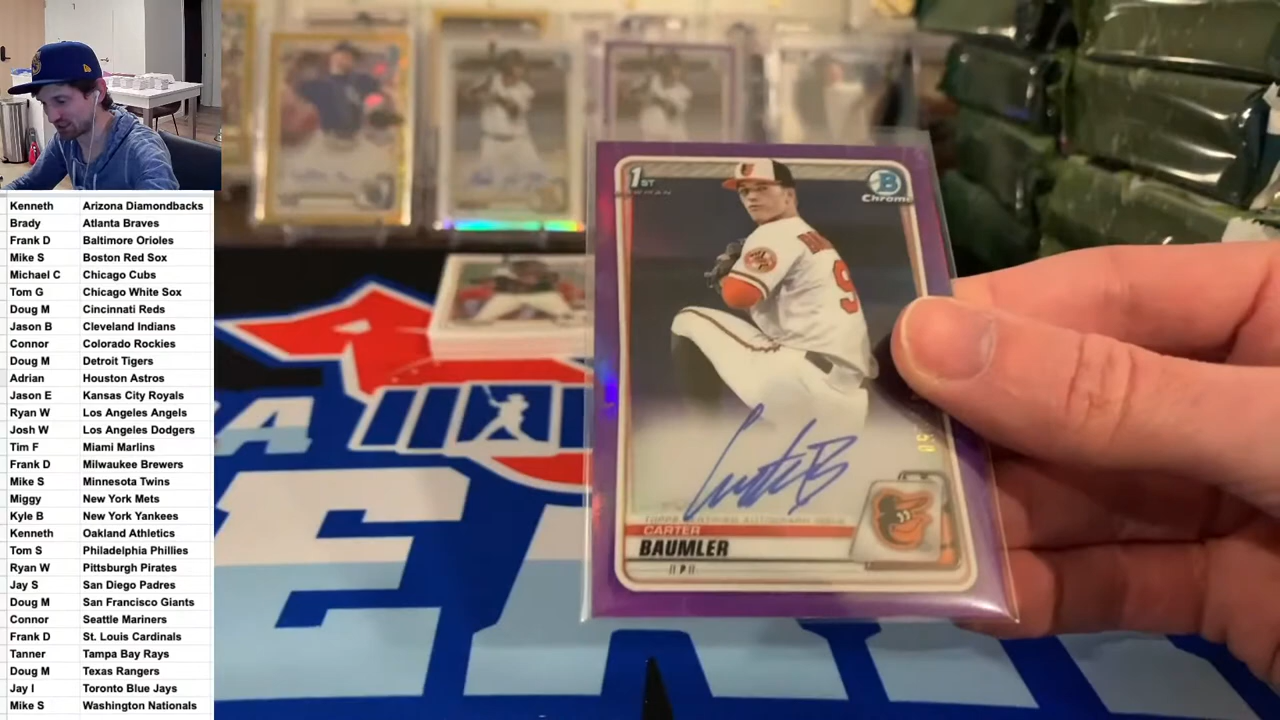 Kenneth Arizona Diamondbacks
Brady Atlanta Braves
Frank D Baltimore Orioles
Mike S Boston Red Sox
Michael C Chicago Cubs
Tom G Chicago White Sox
Doug M Cincinnati Reds
Jason B Cleveland Indians
Connor Colorado Rockies
Doug M Detroit Tigers
Adrian Houston Astros
Jason E Kansas City Royals
Ryan W Los Angeles Angels
Josh W Los Angeles Dodgers
Tim F Miami Marlins
Frank D Milwaukee Brewers
Mike S Minnesota Twins
Miggy New York Mets
Kyle B New York Yankees
Kenneth Oakland Athletics
Tom S Philadelphia Phillies
Ryan W Pittsburgh Pirates
Jay S San Diego Padres
Doug M San Francisco Giants
Connor Seattle Mariners
Frank D St. Louis Cardinals
Tanner Tampa Bay Rays
Doug M Texas Rangers
Jay I Toronto Blue Jays
Mike S Washington Nationals
1ST
B
Chrome
9
CARTER
BAUMLER
P